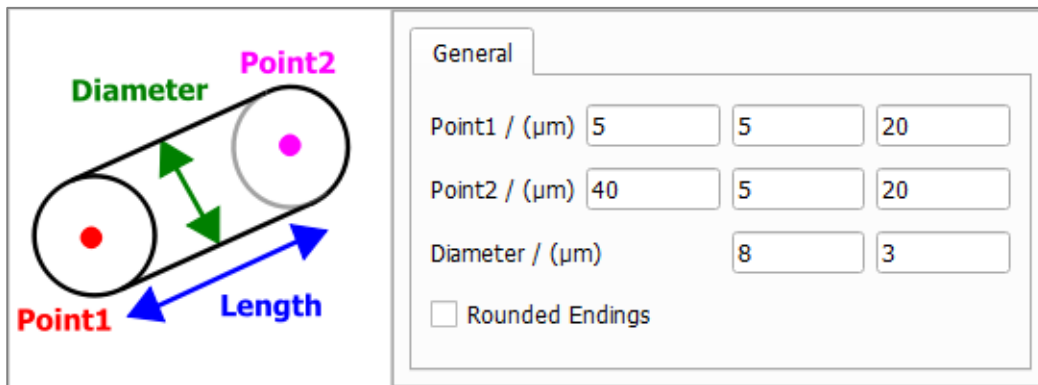 Point2
Diameter
Length
Point1
General
Point1 / (µm) 5 5 20
Point2 / (µm) 40 5 20
Diameter / (µm) 8 3
Rounded Endings